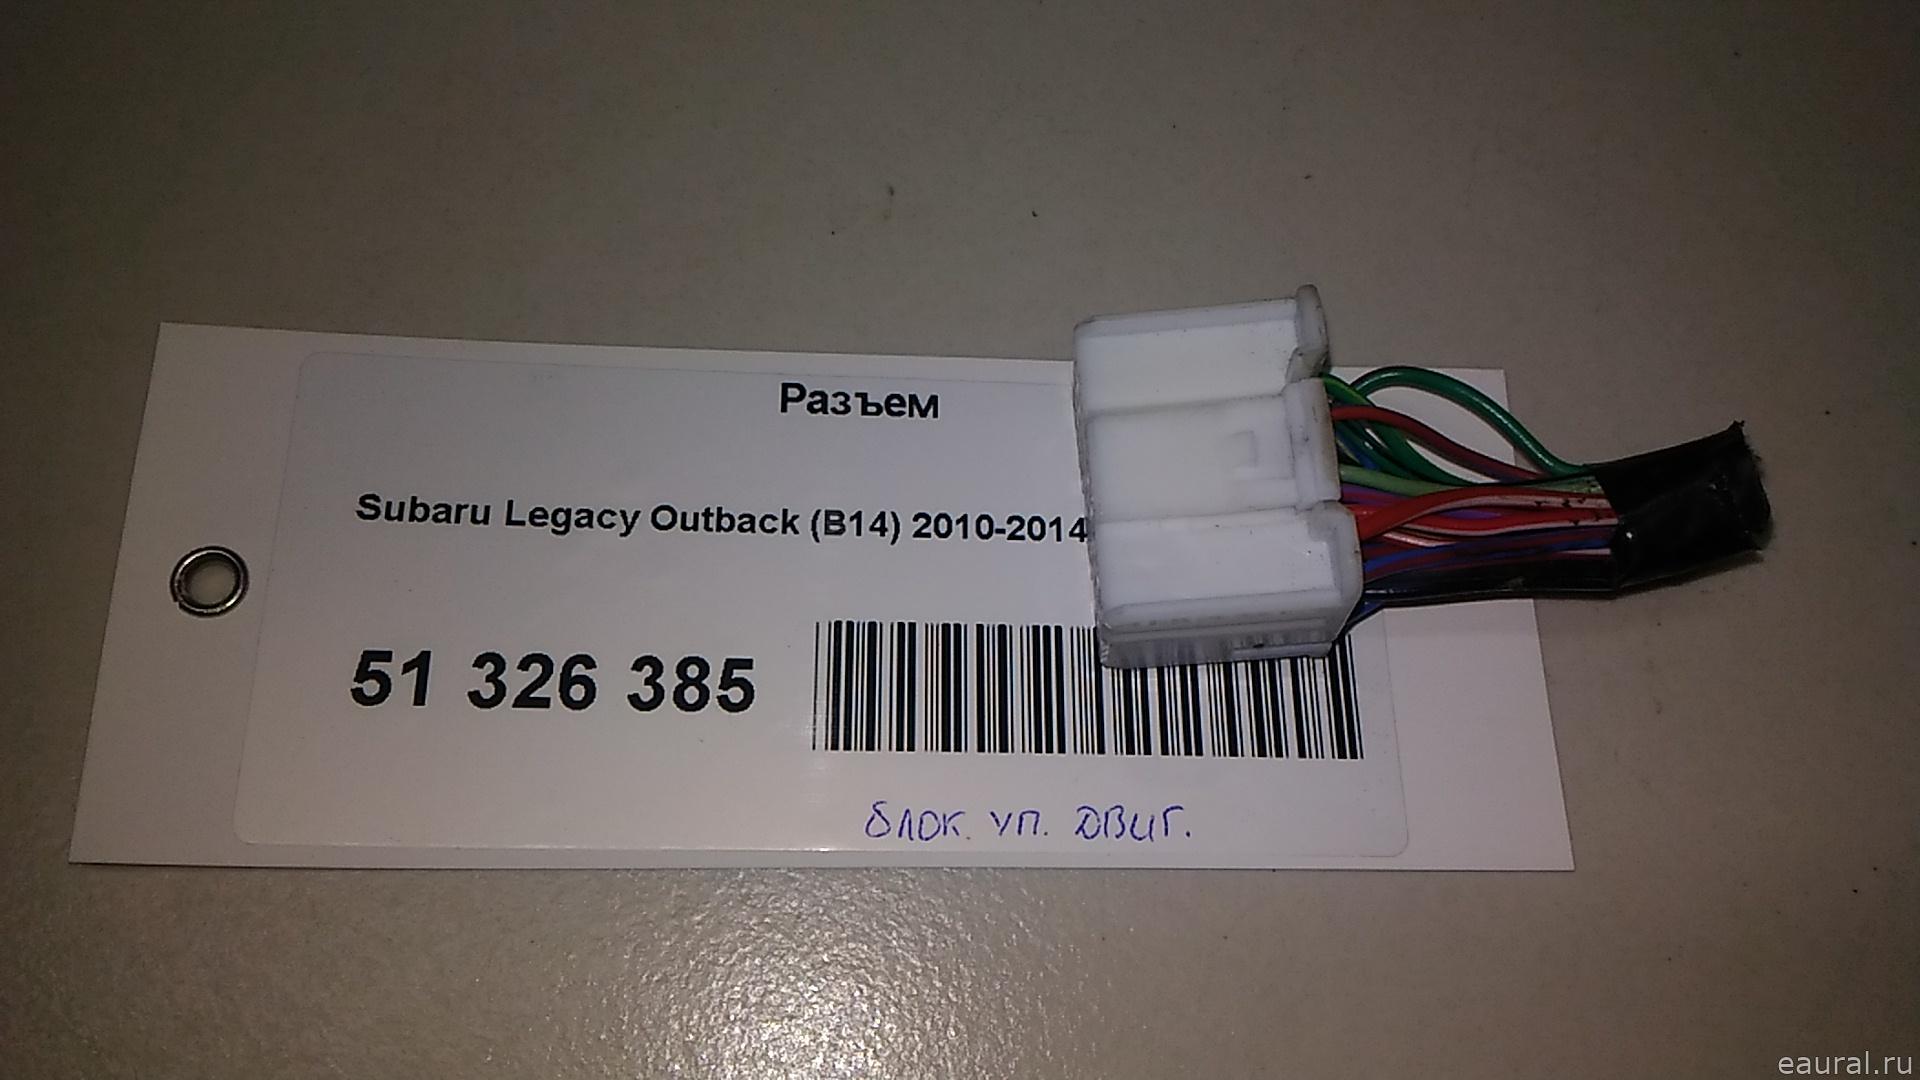 Разъем
Subaru Legacy Outback (B14) 2010-2014
51 326 385
блок. уп. двиг.
eaural.ru